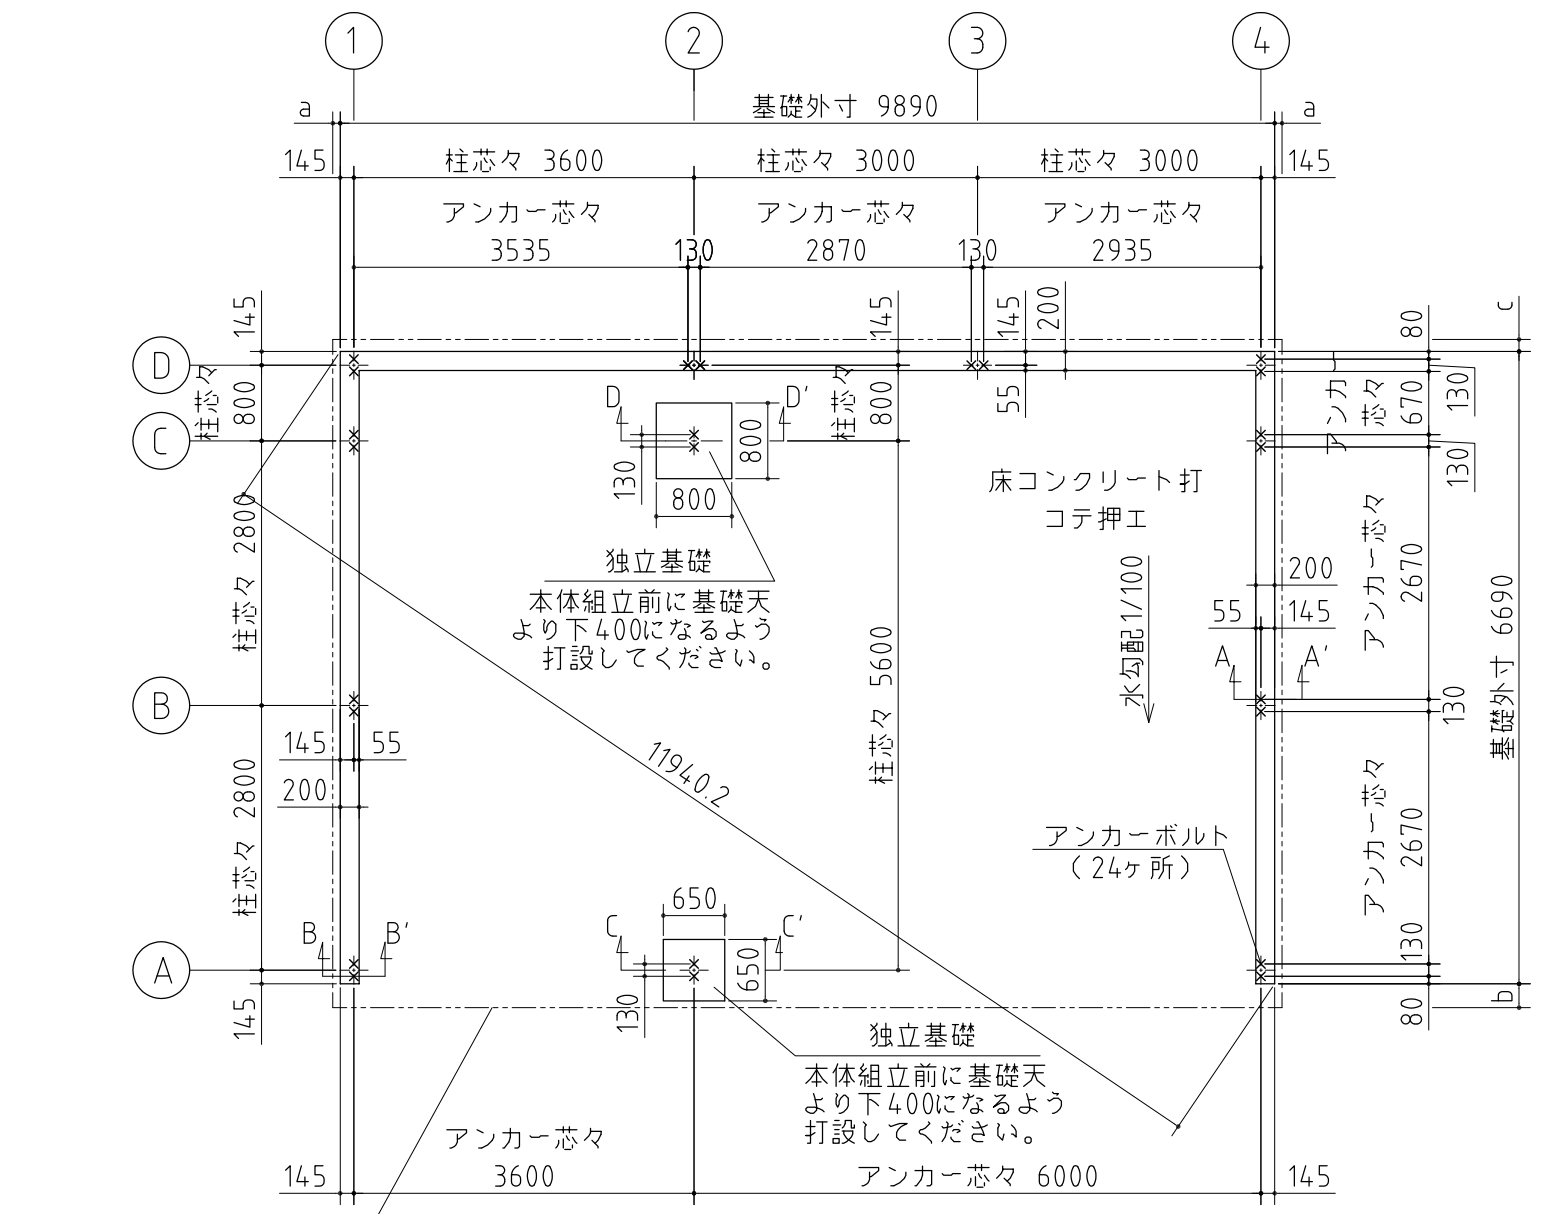 1
2
3
4
a
基礎外寸 9890
a
145
柱芯々 3600
柱芯々 3000
柱芯々 3000
145
アンカー芯々
アンカー芯々
アンカー芯々
3535
130
2870
130
2935
145
145
145
200
80
c
D
柱芯々
800
柱芯々
800
55
アンカー
芯々
670
130
D
D'
C
800
130
800
130
床コンクリート打
コテ押エ
柱芯々 2800
独立基礎
本体組立前に基礎天
より下400になるよう
打設してください。
水勾配1/100
200
55
145
A
A'
アンカー芯々
2670
基礎外寸 6690
B
130
145
55
200
11940.2
柱芯々 5600
柱芯々 2800
アンカーボルト
(24ヶ所)
アンカー芯々
2670
650
B
B'
C
C'
650
130
A
130
145
80
b
独立基礎
本体組立前に基礎天
より下400になるよう
打設してください。
アンカー芯々
145
3600
アンカー芯々 6000
145